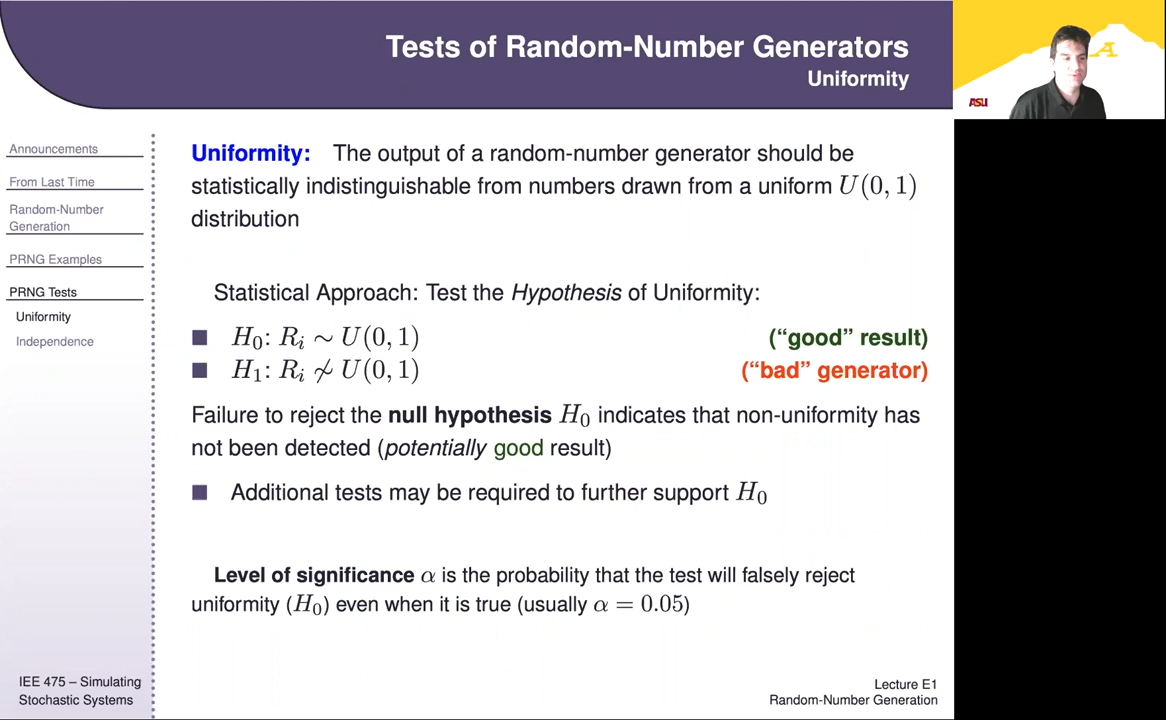 Tests of Random-Number Generators
Uniformity
ASU
A
Announcements
From Last Time
Random-Number
Generation
PRNG Examples
PRNG Tests
Uniformity
Independence
Uniformity: The output of a random-number generator should be
statistically indistinguishable from numbers drawn from a uniform U(0, 1)
distribution
Statistical Approach: Test the Hypothesis of Uniformity:
■ H₀: Rᵢ ∼ U(0, 1) (“good” result)
■ H₁: Rᵢ ≁ U(0, 1) (“bad” generator)
Failure to reject the null hypothesis H₀ indicates that non-uniformity has
not been detected (potentially good result)
■ Additional tests may be required to further support H₀
Level of significance α is the probability that the test will falsely reject
uniformity (H₀) even when it is true (usually α = 0.05)
IEE 475 – Simulating
Stochastic Systems
Lecture E1
Random-Number Generation